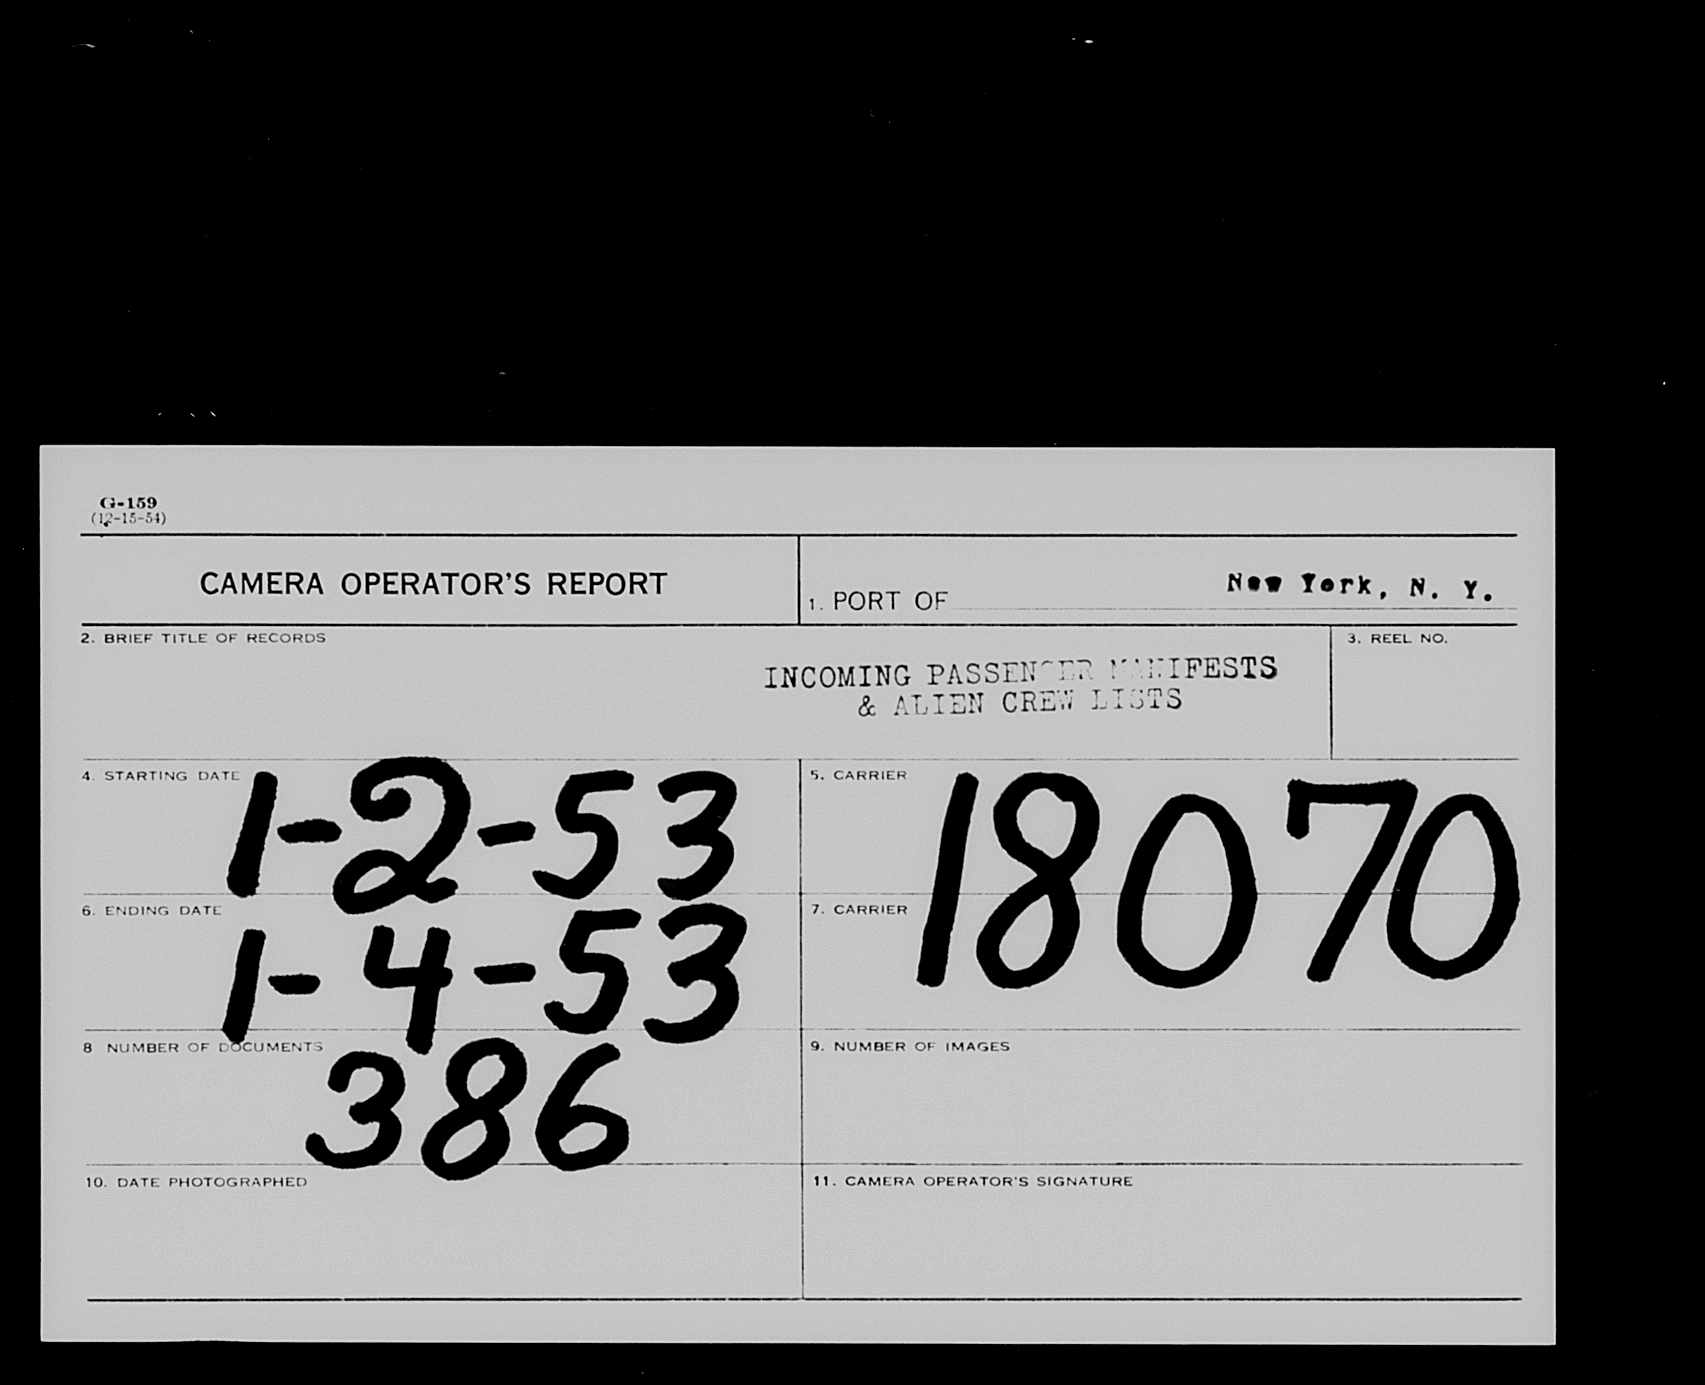 G-159
(12-15-54)
CAMERA OPERATOR'S REPORT
1. PORT OF New York, N. Y.
2. BRIEF TITLE OF RECORDS
INCOMING PASSENGER MANIFESTS
& ALIEN CREW LISTS
3. REEL NO.
4. STARTING DATE 1-2-53
5. CARRIER
18070
6. ENDING DATE 1-4-53
7. CARRIER
8 NUMBER OF DOCUMENTS
386
9. NUMBER OF IMAGES
10. DATE PHOTOGRAPHED
11. CAMERA OPERATOR'S SIGNATURE